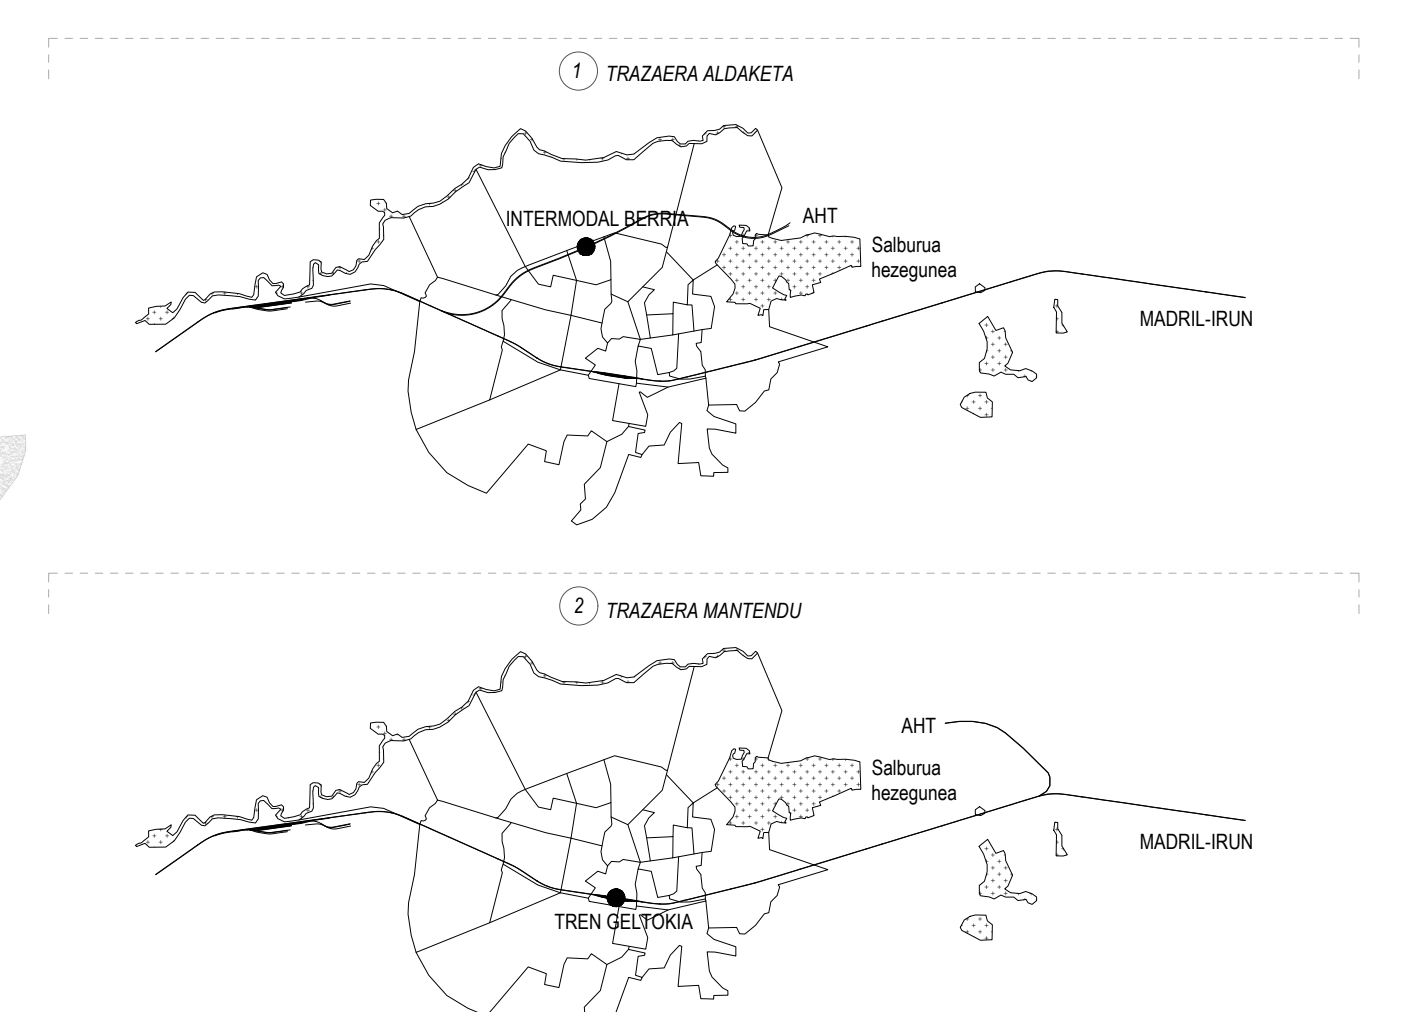 1 TRAZAERA ALDAKETA
INTERMODAL BERRIA
AHT
Salburua
hezegunea
MADRIL-IRUN
2 TRAZAERA MANTENDU
AHT
Salburua
hezegunea
MADRIL-IRUN
TREN GELTOKIA